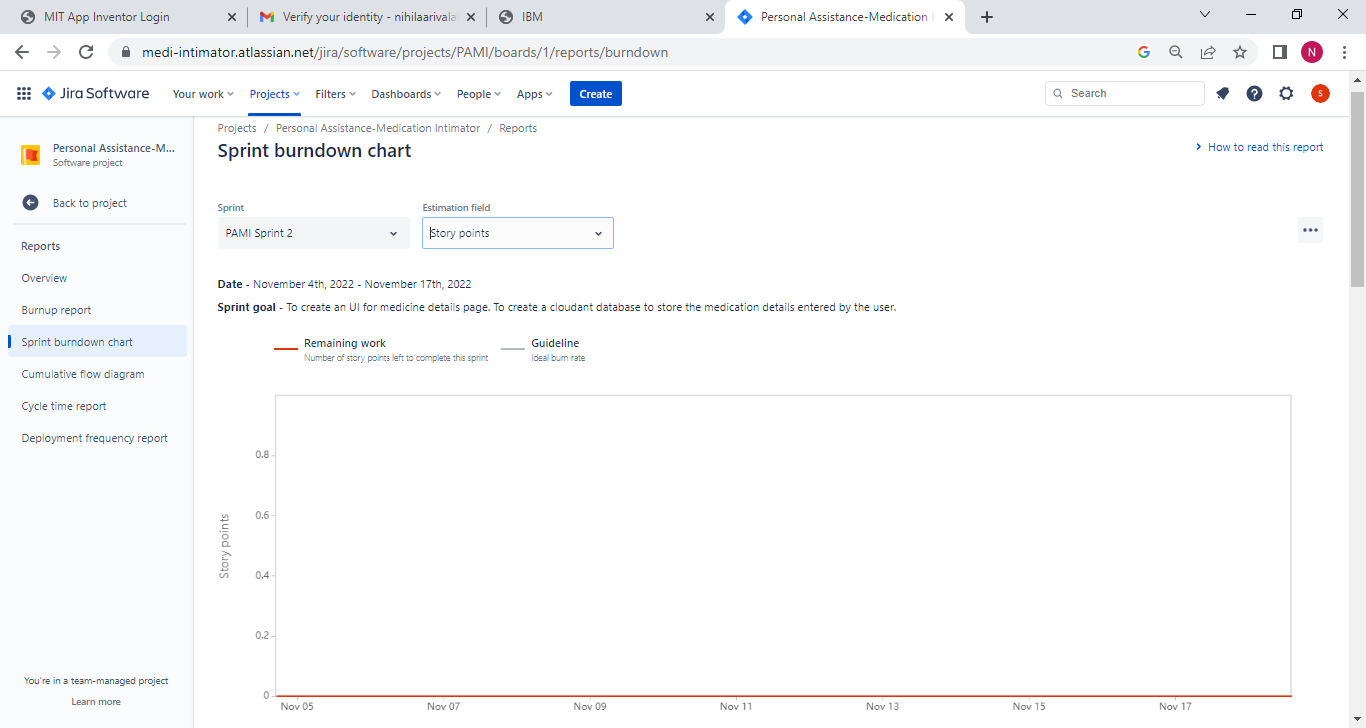 MIT App Inventor Login
Verify your identity - nihilaarivala
IBM
Personal Assistance-Medication
medi-intimator.atlassian.net/jira/software/projects/PAMI/boards/1/reports/burndown
N
Jira Software
Your work
Projects
Filters
Dashboards
People
Apps
Create
Search
S
Personal Assistance-M...
Software project
Back to project
Reports
Overview
Burnup report
Sprint burndown chart
Cumulative flow diagram
Cycle time report
Deployment frequency report
You're in a team-managed project
Learn more
Projects / Personal Assistance-Medication Intimator / Reports
Sprint burndown chart
How to read this report
Sprint
Estimation field
PAMI Sprint 2
Story points
Date - November 4th, 2022 - November 17th, 2022
Sprint goal - To create an UI for medicine details page. To create a cloudant database to store the medication details entered by the user.
Remaining work
Number of story points left to complete this sprint
Guideline
Ideal burn rate
Story points
0.8
0.6
0.4
0.2
0
Nov 05 Nov 07 Nov 09 Nov 11 Nov 13 Nov 15 Nov 17